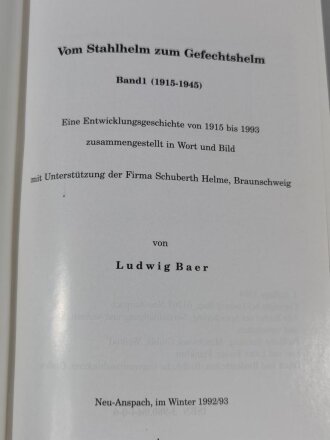 Vom Stahlhelm zum Gefechtshelm
Band1 (1915-1945)
Eine Entwicklungsgeschichte von 1915 bis 1993
zusammengestellt in Wort und Bild
mit Unterstützung der Firma Schuberth Helme, Braunschweig
von
Ludwig Baer
Neu-Anspach, im Winter 1992/93